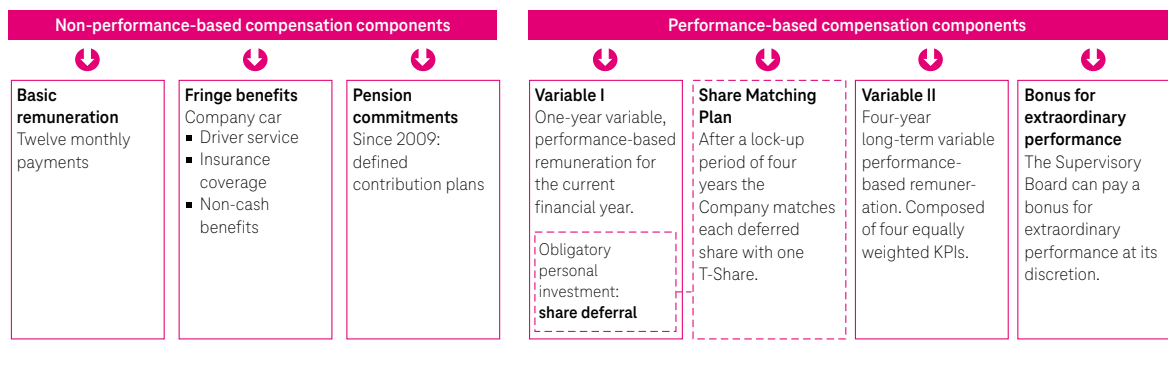 Non-performance-based compensation components
Performance-based compensation components
Basic
remuneration
Twelve monthly
payments
Fringe benefits
Company car
Driver service
Insurance
coverage
Non-cash
benefits
Pension
commitments
Since 2009:
defined
contribution plans
Variable I
One-year variable,
performance-based
remuneration for
the current
financial year.
Obligatory
personal
investment:
share deferral
Share Matching
Plan
After a lock-up
period of four
years the
Company matches
each deferred
share with one
T-Share.
Variable II
Four-year
long-term variable
performance-
based remuner-
ation. Composed
of four equally
weighted KPIs.
Bonus for
extraordinary
performance
The Supervisory
Board can pay a
bonus for
extraordinary
performance at its
discretion.